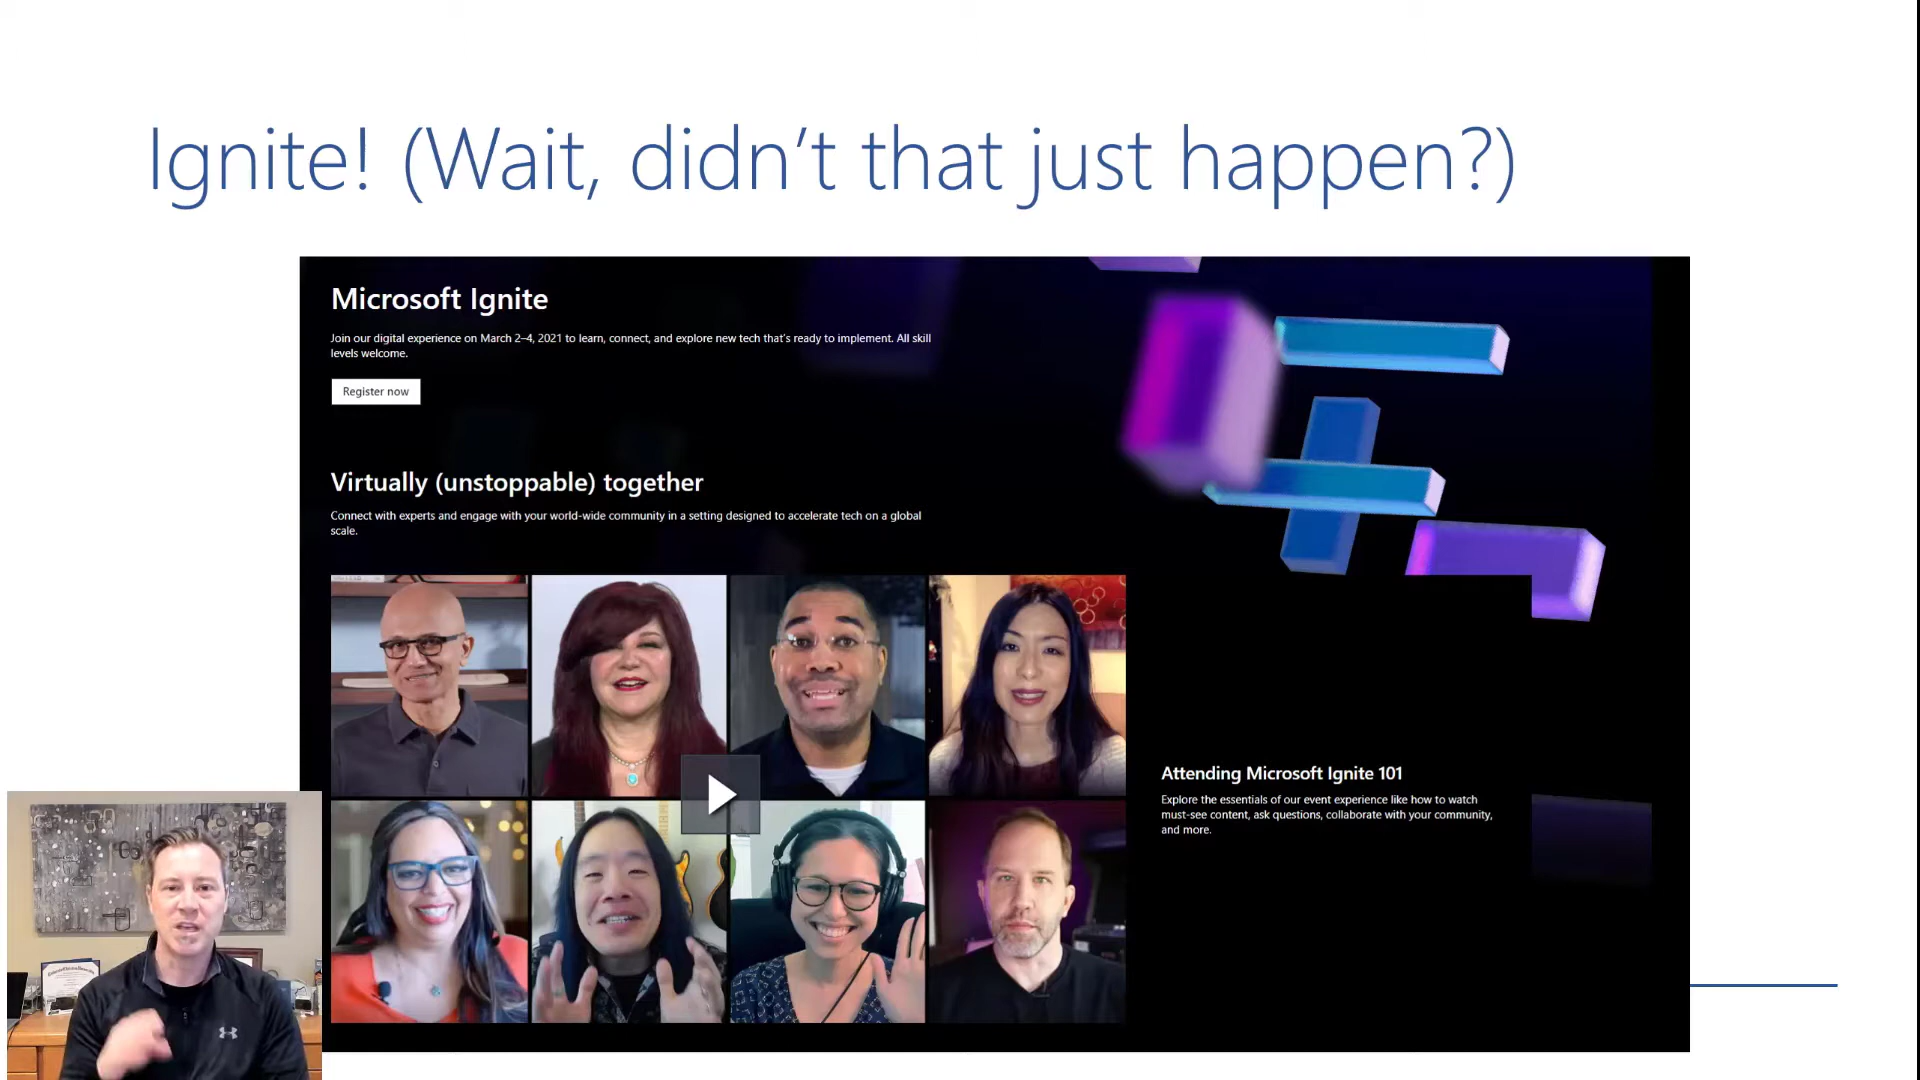 Ignite! (Wait, didn’t that just happen?)
Microsoft Ignite
Join our digital experience on March 2–4, 2021 to learn, connect, and explore new tech that’s ready to implement. All skill
levels welcome.
Register now
Virtually (unstoppable) together
Connect with experts and engage with your world-wide community in a setting designed to accelerate tech on a global
scale.
Attending Microsoft Ignite 101
Explore the essentials of our event experience like how to watch
must-see content, ask questions, collaborate with your community,
and more.